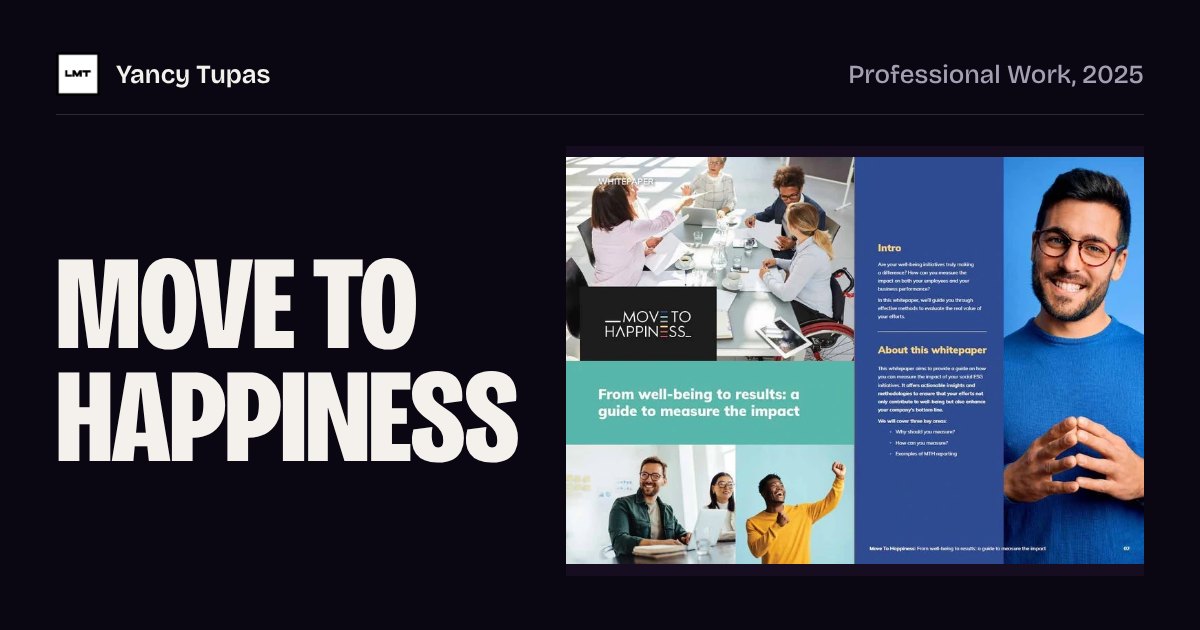 LMT
Yancy Tupas
Professional Work, 2025
MOVE TO
HAPPINESS
WHITEPAPER
MOVE TO
HAPPINESS_
From well-being to results: a
guide to measure the impact
Intro
Are your well-being initiatives truly making
a difference? How can you measure the
impact on both your employees and your
business performance?
In this whitepaper, we'll guide you through
effective methods to evaluate the real value of
your efforts.
About this whitepaper
This whitepaper aims to provide a guide on how
you can measure the impact of your social ESG
initiatives. It offers actionable insights and
methodologies to ensure that your efforts not
only contribute to well-being but also enhance
your company's bottom line.
We will cover three key areas:
• Why should you measure?
• How can you measure?
• Examples of MTH reporting
Move To Happiness: From well-being to results: a guide to measure the impact
02